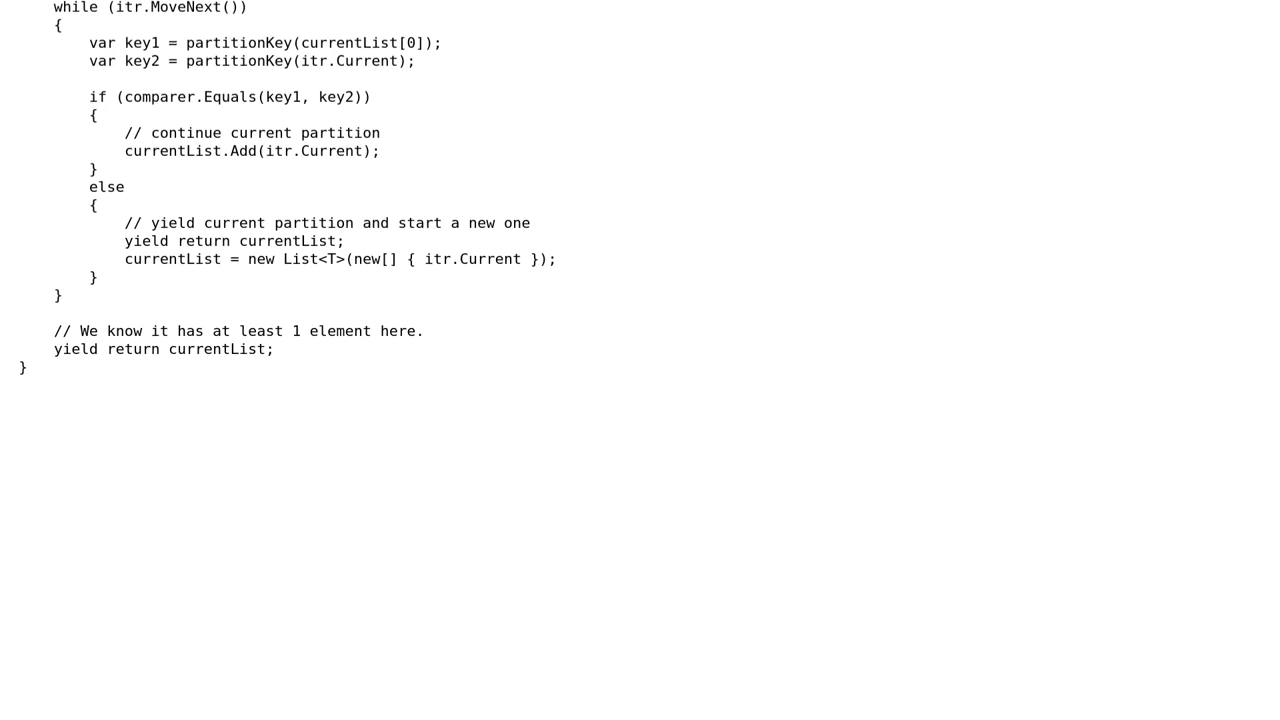 while (itr.MoveNext())
{
var key1 = partitionKey(currentList[0]);
var key2 = partitionKey(itr.Current);
if (comparer.Equals(key1, key2))
{
// continue current partition
currentList.Add(itr.Current);
}
else
{
// yield current partition and start a new one
yield return currentList;
currentList = new List<T>(new[] { itr.Current });
}
}
// We know it has at least 1 element here.
yield return currentList;
}